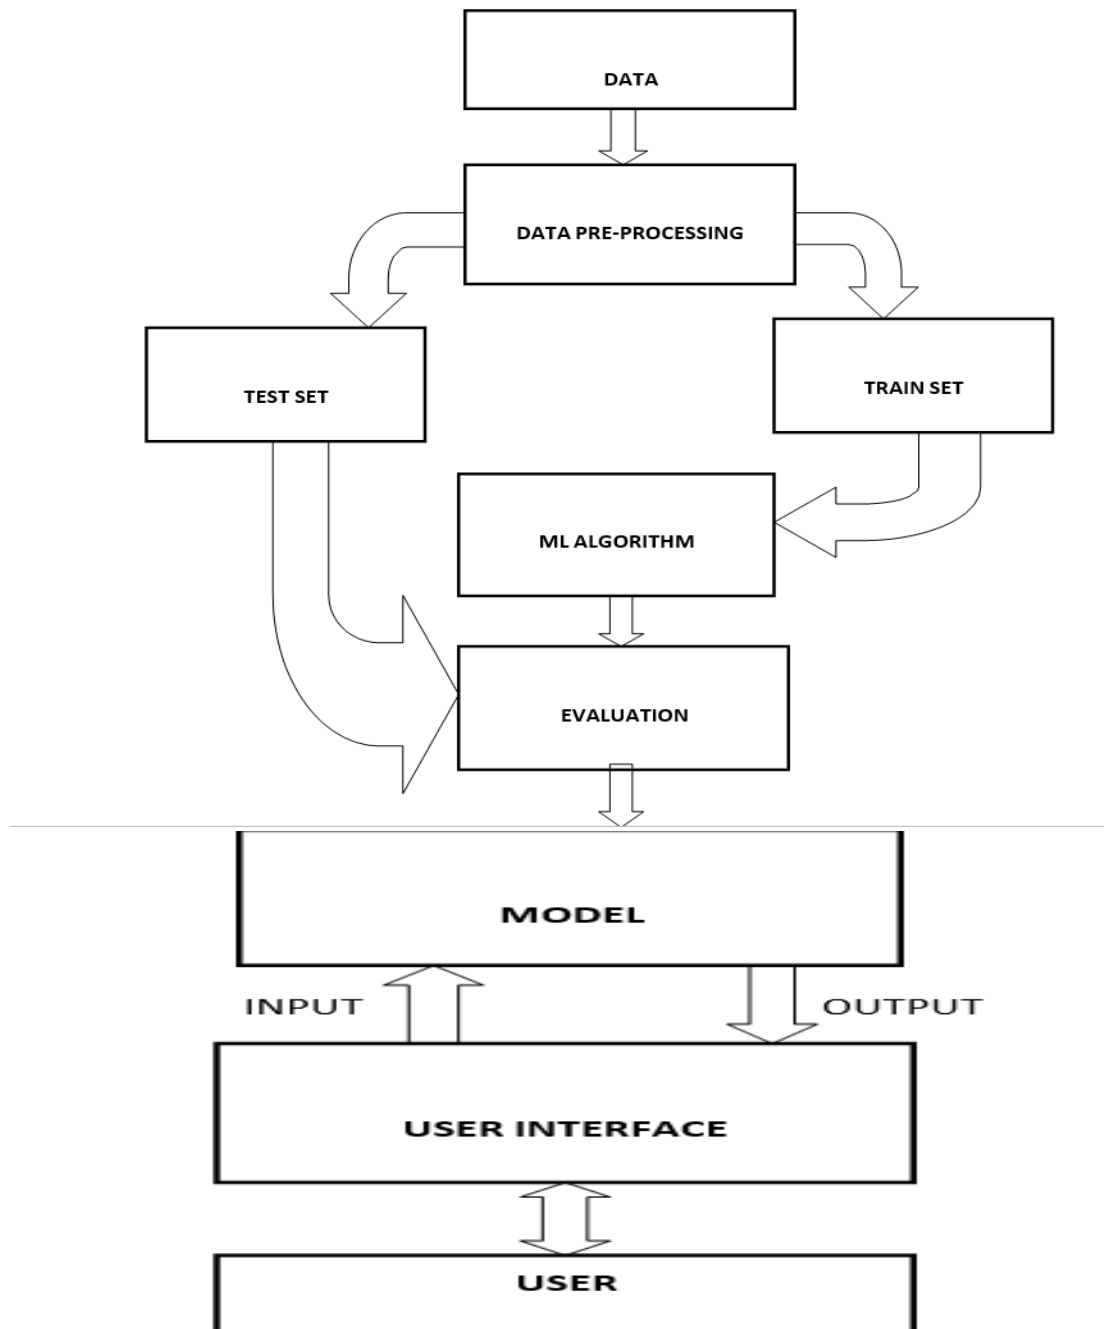 DATA
DATA PRE-PROCESSING
TEST SET
TRAIN SET
ML ALGORITHM
EVALUATION
MODEL
INPUT
OUTPUT
USER INTERFACE
USER